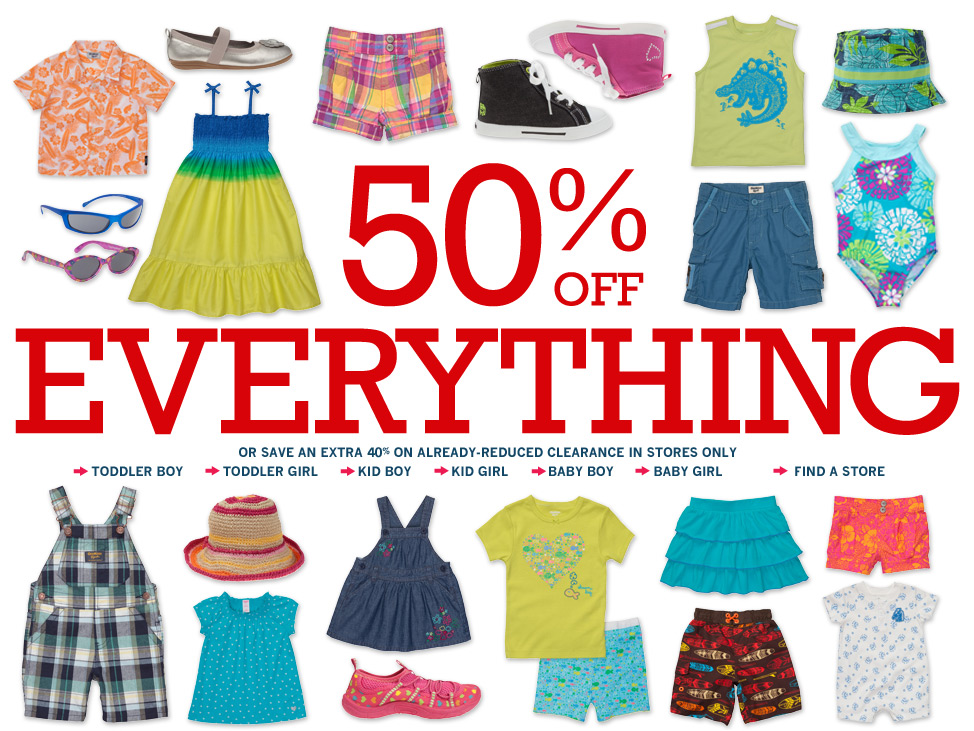 50%
OFF
EVERYTHING
OR SAVE AN EXTRA 40% ON ALREADY-REDUCED CLEARANCE IN STORES ONLY
TODDLER BOY TODDLER GIRL KID BOY KID GIRL BABY BOY BABY GIRL FIND A STORE